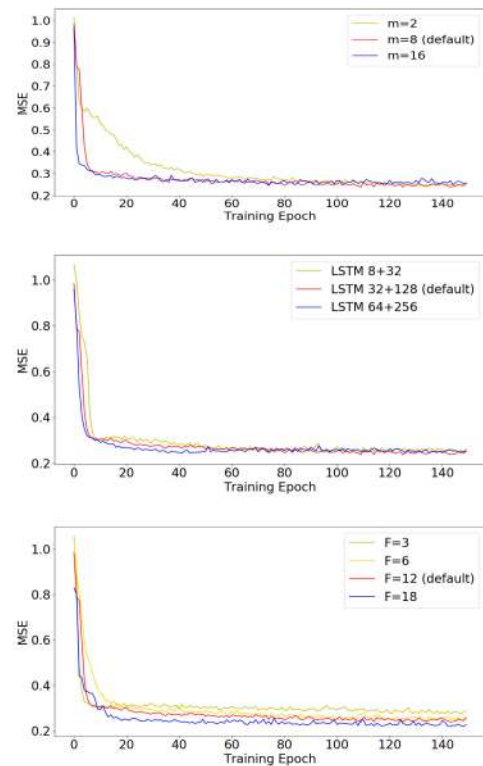 1.0
0.9
0.8
0.7
0.6
0.5
0.4
0.3
0.2
MSE
m=2
m=8 (default)
m=16
0 20 40 60 80 100 120 140
Training Epoch
1.0
0.8
0.6
0.4
0.2
MSE
LSTM 8+32
LSTM 32+128 (default)
LSTM 64+256
0 20 40 60 80 100 120 140
Training Epoch
1.0
0.8
0.6
0.4
0.2
MSE
F=3
F=6
F=12 (default)
F=18
0 20 40 60 80 100 120 140
Training Epoch